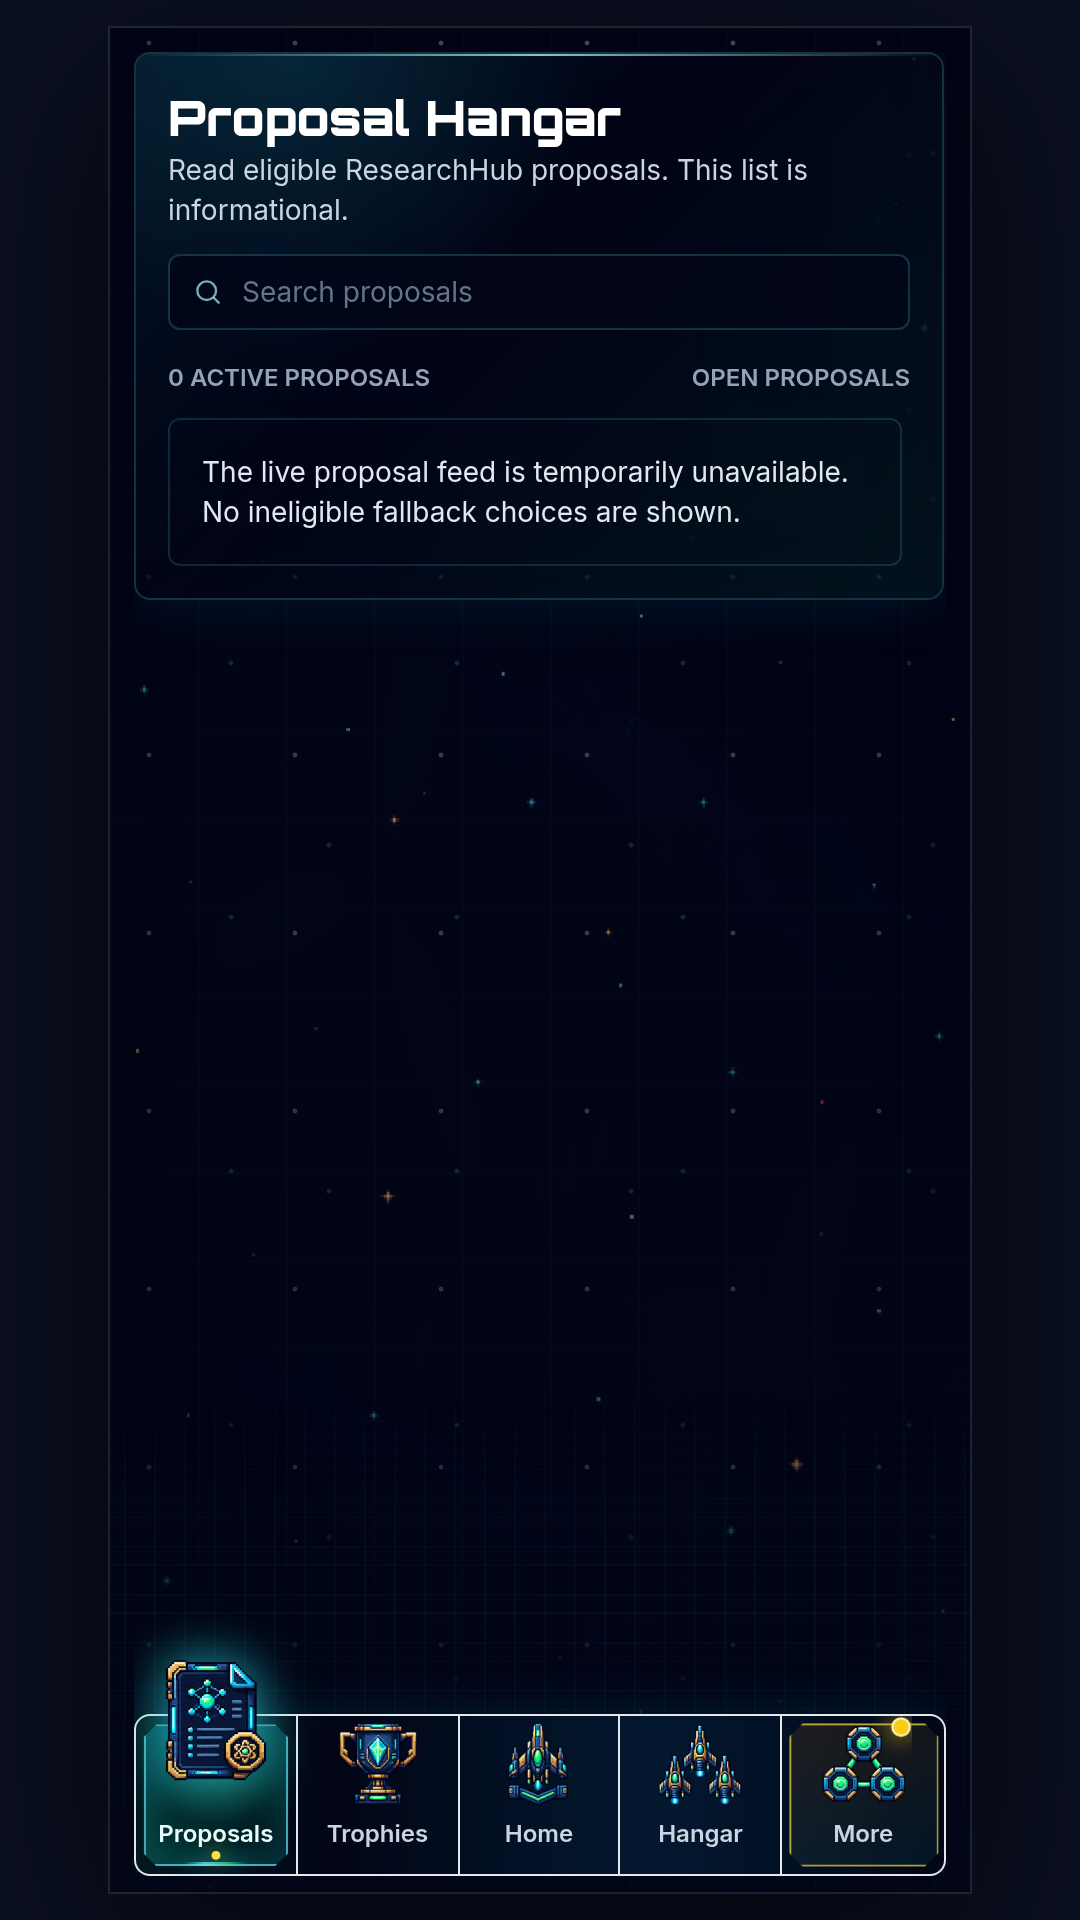 Proposal Hangar
Read eligible ResearchHub proposals. This list is
informational.
Search proposals
0 ACTIVE PROPOSALS
OPEN PROPOSALS
The live proposal feed is temporarily unavailable.
No ineligible fallback choices are shown.
Proposals
Trophies
Home
Hangar
More